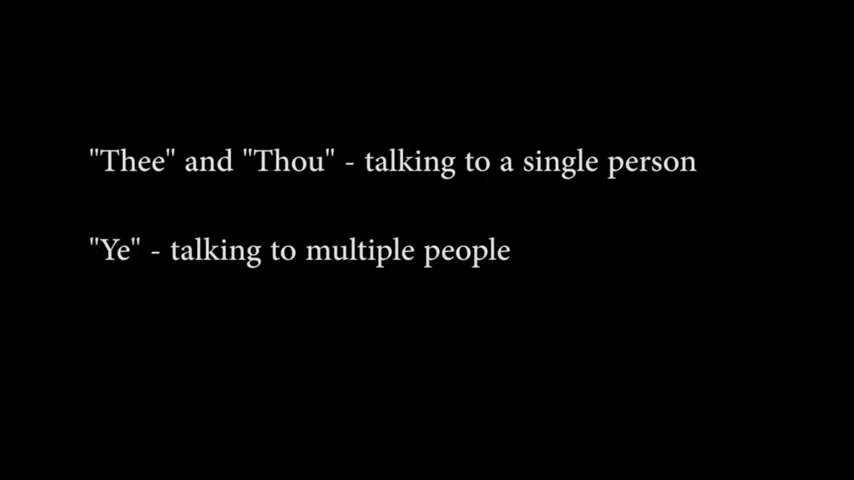 "Thee" and "Thou" - talking to a single person
"Ye" - talking to multiple people